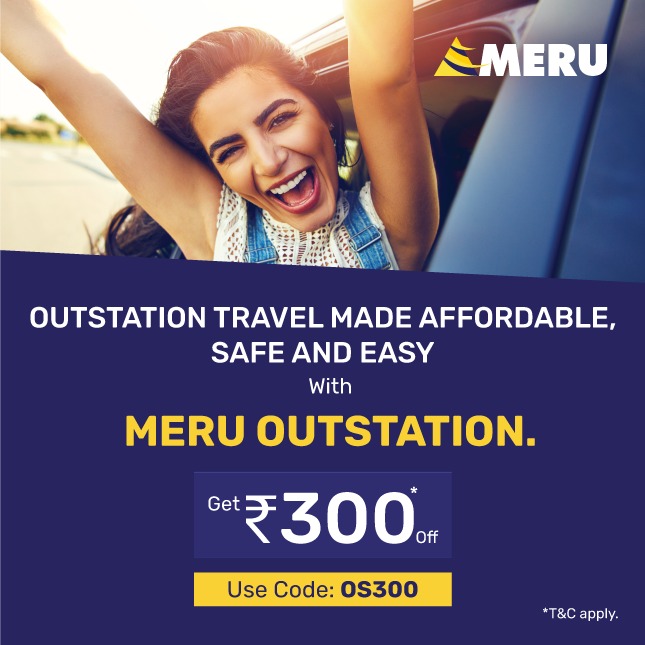 MERU
OUTSTATION TRAVEL MADE AFFORDABLE,
SAFE AND EASY
With
MERU OUTSTATION.
Get ₹300* Off
Use Code: OS300
*T&C apply.